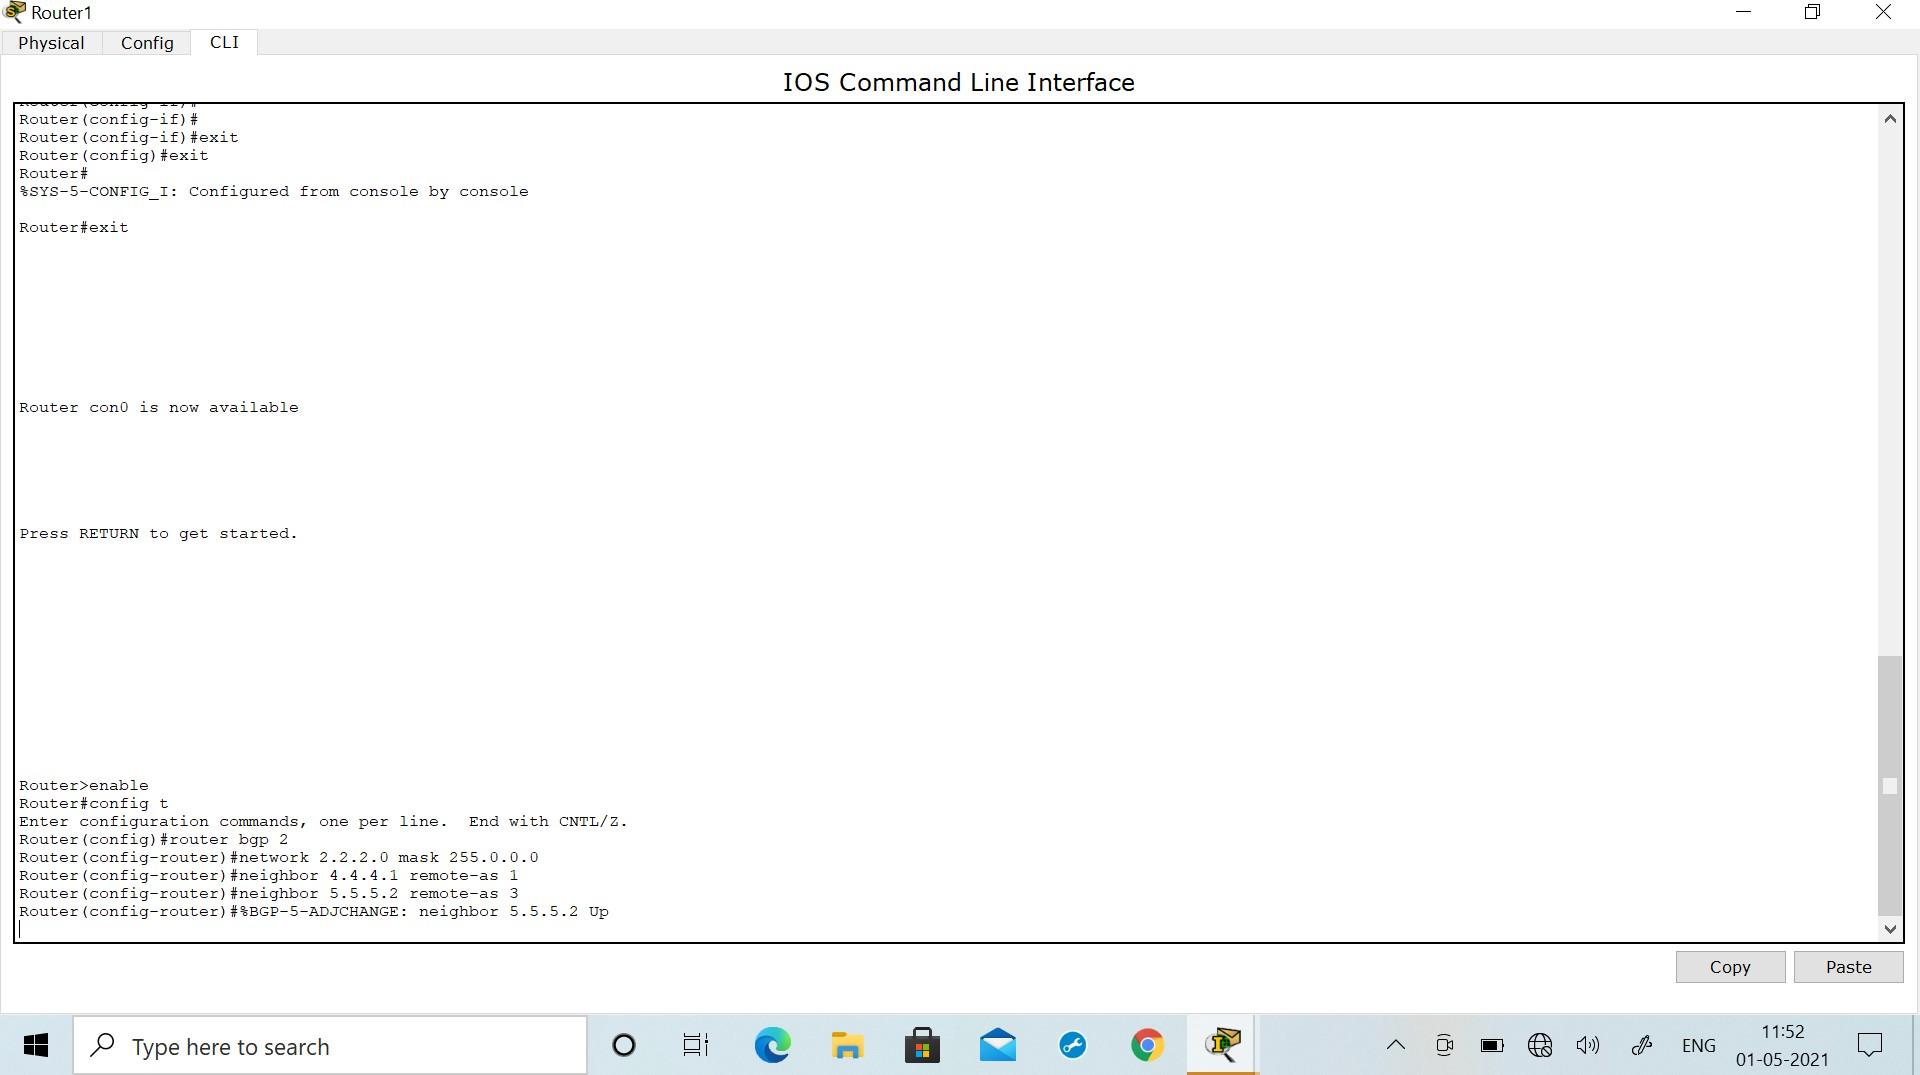 Router1
Physical Config CLI
IOS Command Line Interface
Router(config-if)#
Router(config-if)#
Router(config-if)#exit
Router(config)#exit
Router#
%SYS-5-CONFIG_I: Configured from console by console
Router#exit
Router con0 is now available
Press RETURN to get started.
Router>enable
Router#config t
Enter configuration commands, one per line.  End with CNTL/Z.
Router(config)#router bgp 2
Router(config-router)#network 2.2.2.0 mask 255.0.0.0
Router(config-router)#neighbor 4.4.4.1 remote-as 1
Router(config-router)#neighbor 5.5.5.2 remote-as 3
Router(config-router)#%BGP-5-ADJCHANGE: neighbor 5.5.5.2 Up
Copy Paste
Type here to search
ENG
11:52
01-05-2021